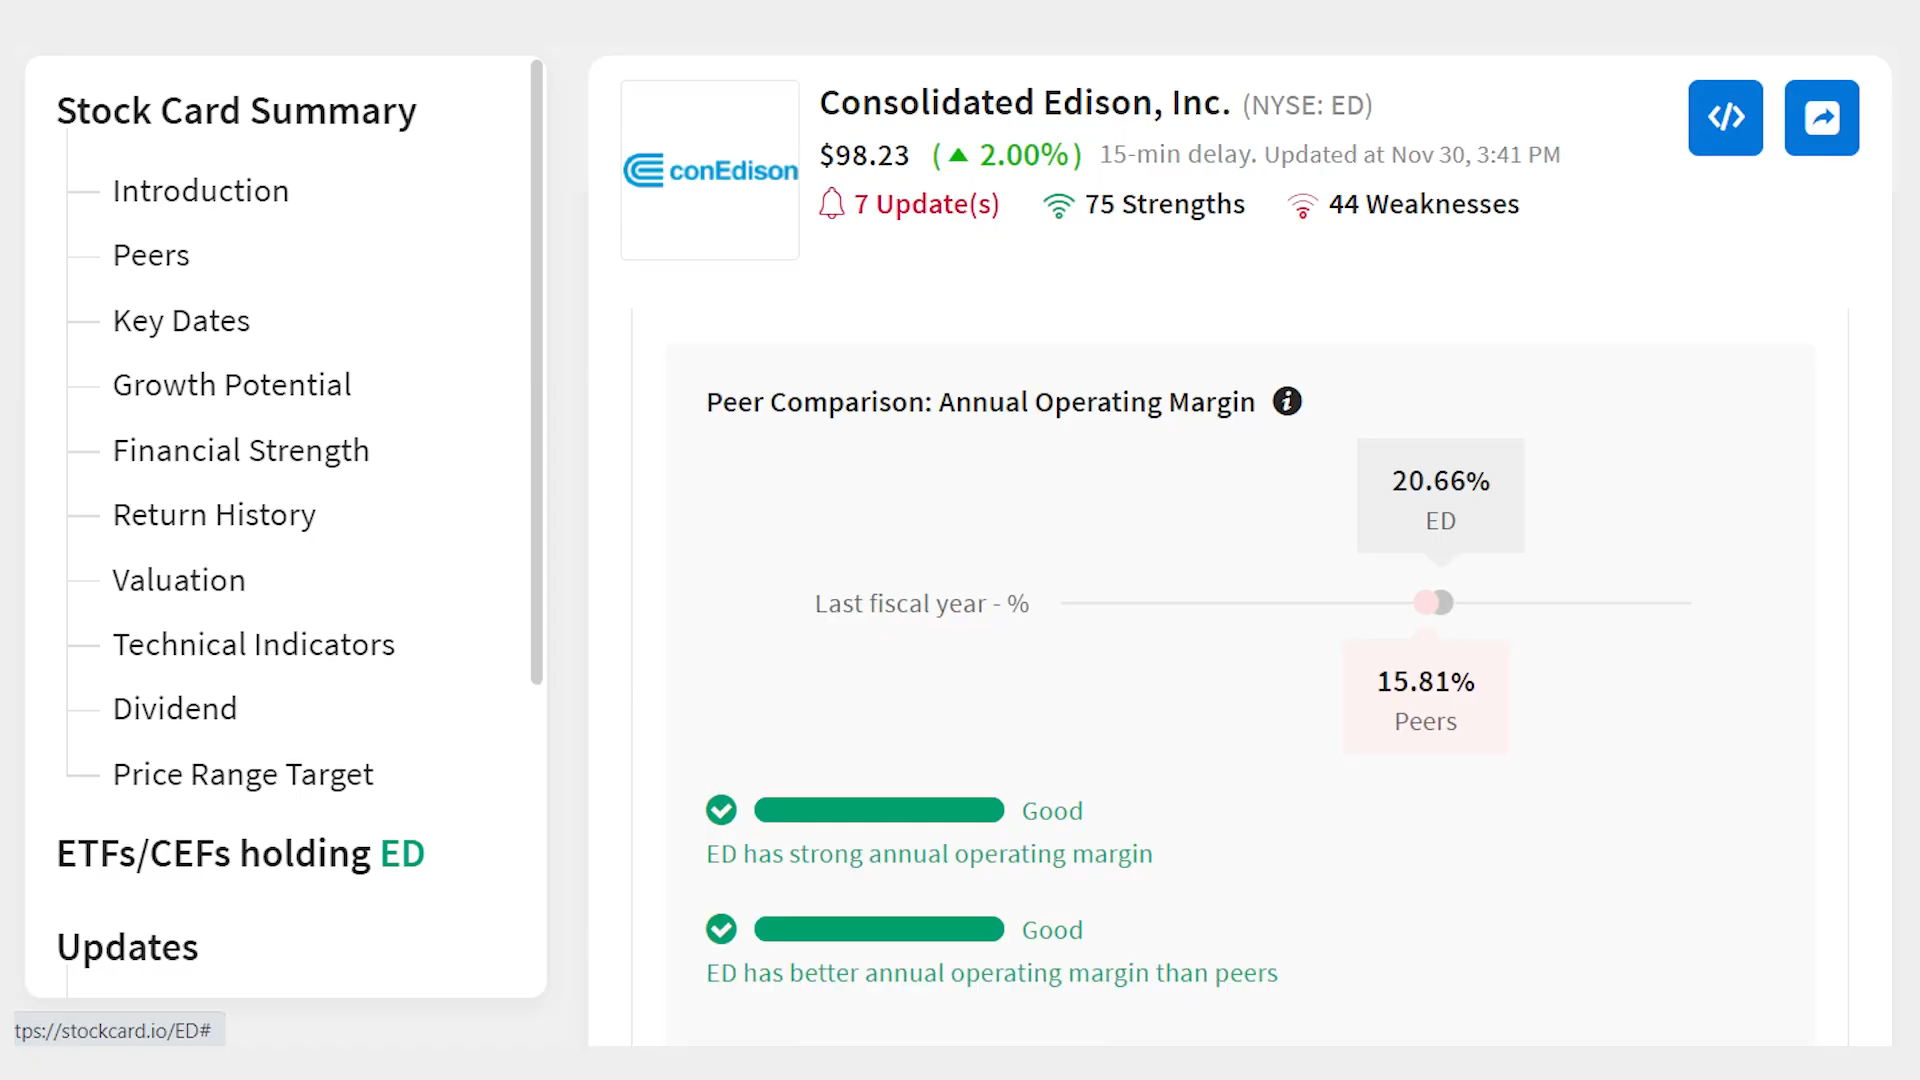 Stock Card Summary
Introduction
Peers
Key Dates
Growth Potential
Financial Strength
Return History
Valuation
Technical Indicators
Dividend
Price Range Target
ETFs/CEFs holding ED
Updates
tps://stockcard.io/ED#
conEdison
Consolidated Edison, Inc. (NYSE: ED)
$98.23 (▲ 2.00%) 15-min delay. Updated at Nov 30, 3:41 PM
7 Update(s) 75 Strengths 44 Weaknesses
Peer Comparison: Annual Operating Margin
20.66%
ED
Last fiscal year - %
15.81%
Peers
Good
ED has strong annual operating margin
Good
ED has better annual operating margin than peers